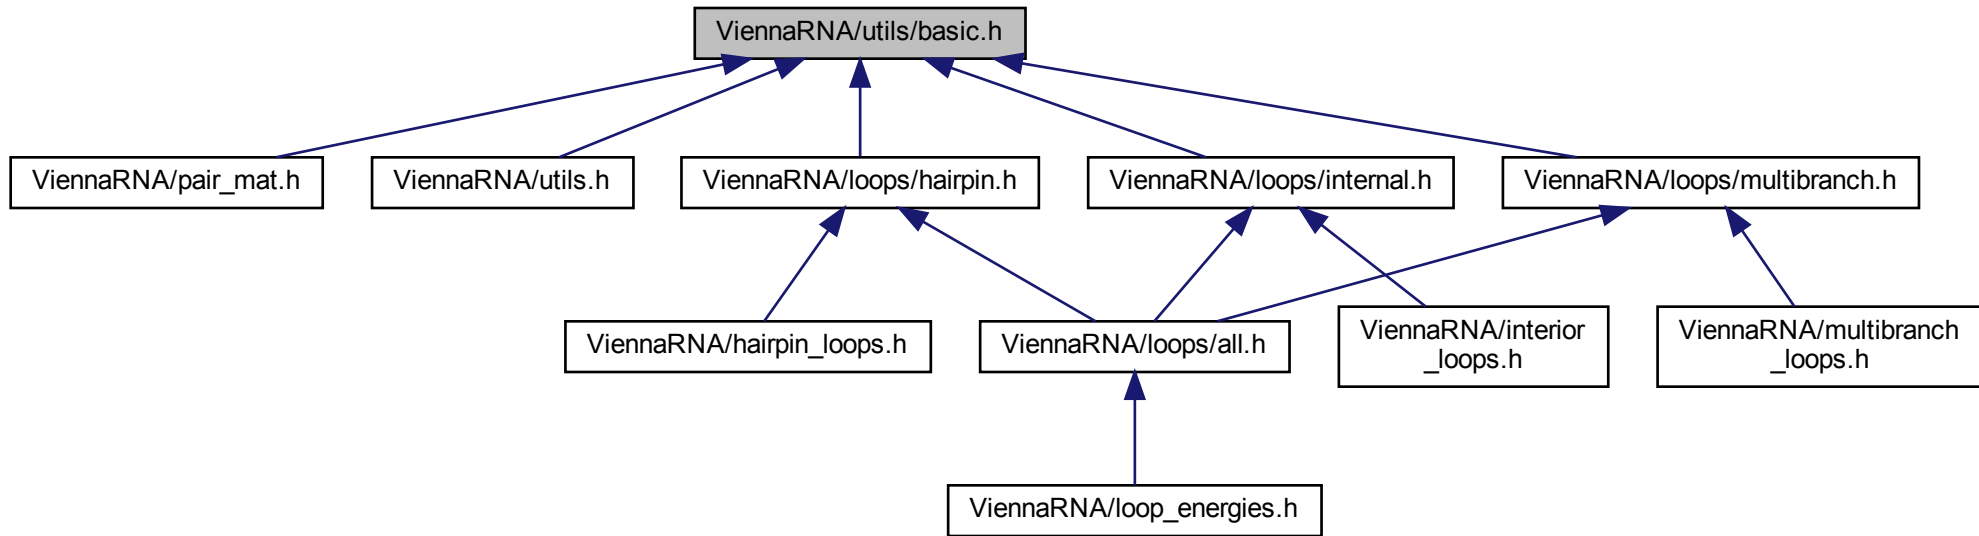 ViennaRNA/utils/basic.h
ViennaRNA/pair_mat.h
ViennaRNA/utils.h
ViennaRNA/loops/hairpin.h
ViennaRNA/loops/internal.h
ViennaRNA/loops/multibranch.h
ViennaRNA/hairpin_loops.h
ViennaRNA/loops/all.h
ViennaRNA/interior
_loops.h
ViennaRNA/multibranch
_loops.h
ViennaRNA/loop_energies.h